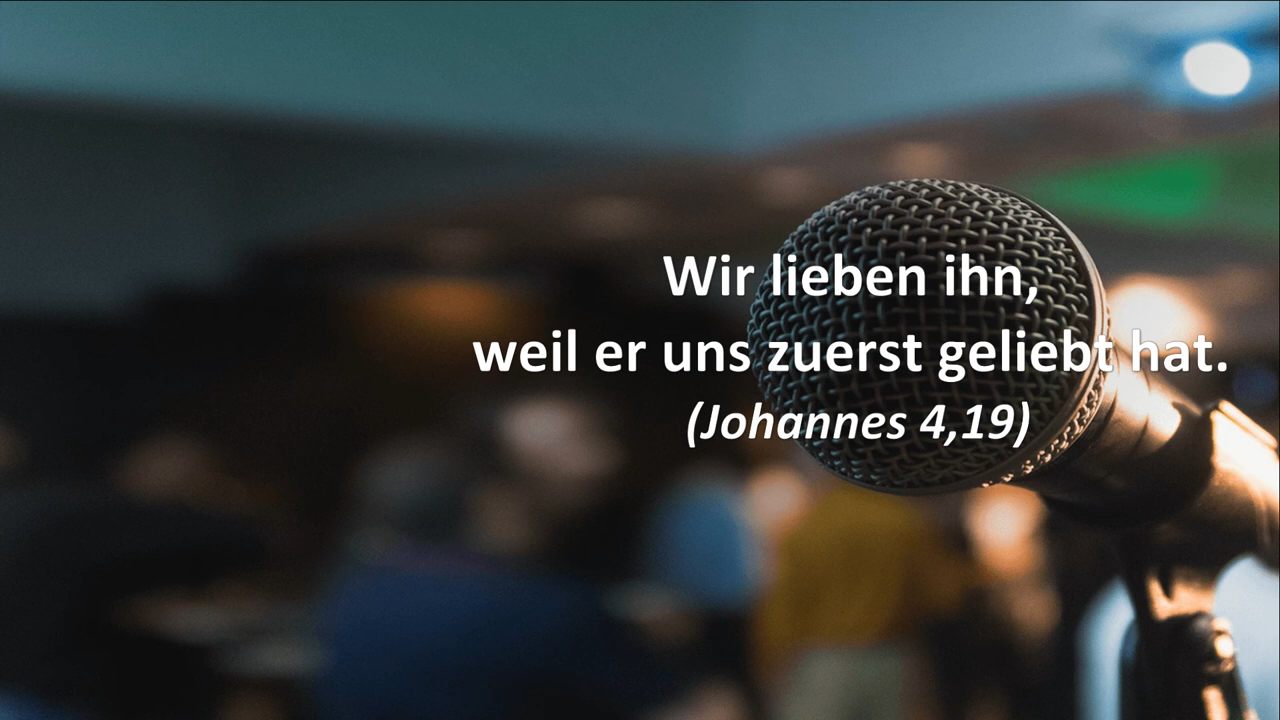 Wir lieben ihn,
weil er uns zuerst geliebt hat.
(Johannes 4,19)